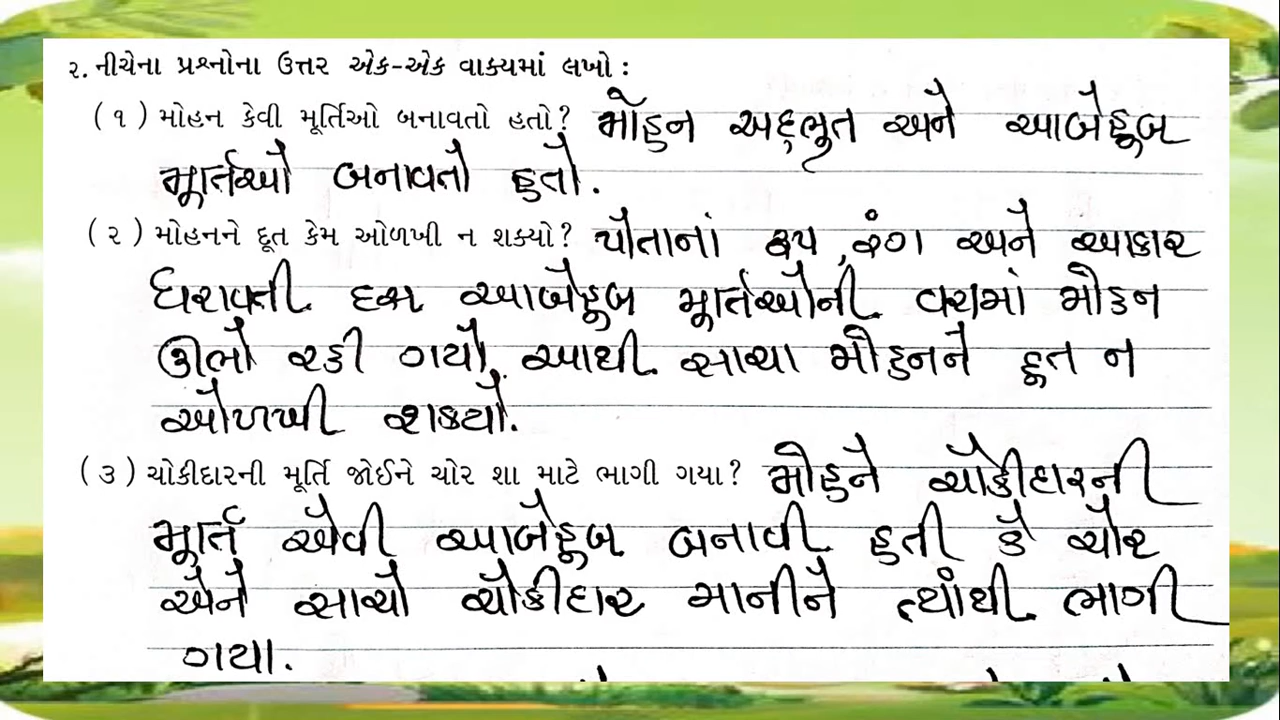 ૨. નીચેના પ્રશ્નોના ઉત્તર એક-એક વાક્યમાં લખો :
(૧) મોહન કેવી મૂર્તિઓ બનાવતો હતો? મોહન અદ્ભૂત અને આબેહૂબ
મૂર્તિઓ બનાવતો હતો.
(૨) મોહનને દૂત કેમ ઓળખી ન શક્યો? પોતાનાં રૂપ, રંગ અને આકાર
ધરાવતી દસ આબેહૂબ મૂર્તિઓની વચમાં મોહન
ઊભો રહી ગયો. આથી સાચા મોહનને દૂત ન
ઓળખી શક્યો.
(૩) ચોકીદારની મૂર્તિ જોઈને ચોર શા માટે ભાગી ગયા? મોહને ચોકીદારની
મૂર્તિ એવી આબેહૂબ બનાવી હતી કે ચોર
એને સાચો ચોકીદાર માનીને ત્યાંથી ભાગી
ગયા.